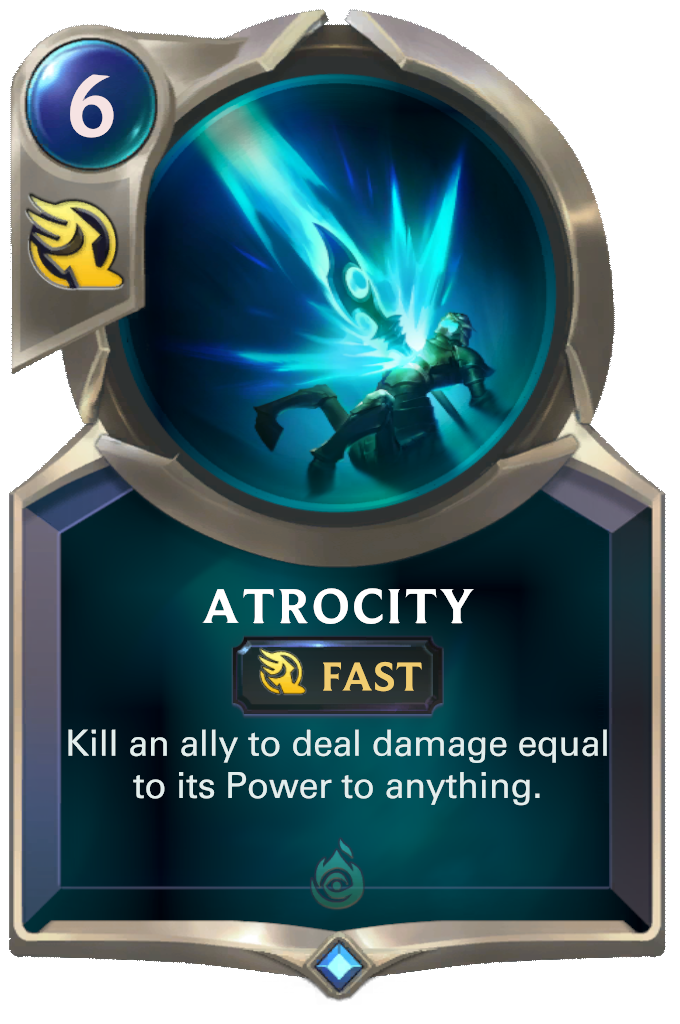 6
ATROCITY
FAST
Kill an ally to deal damage equal
to its Power to anything.